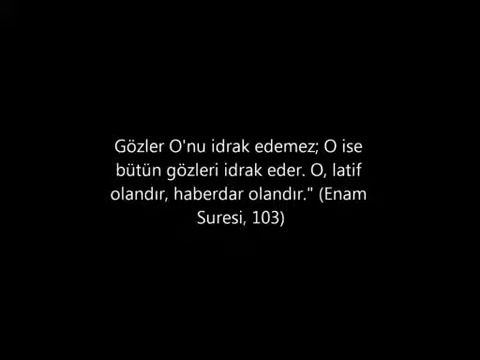 Gözler O'nu idrak edemez; O ise
bütün gözleri idrak eder. O, latif
olandır, haberdar olandır." (Enam
Suresi, 103)